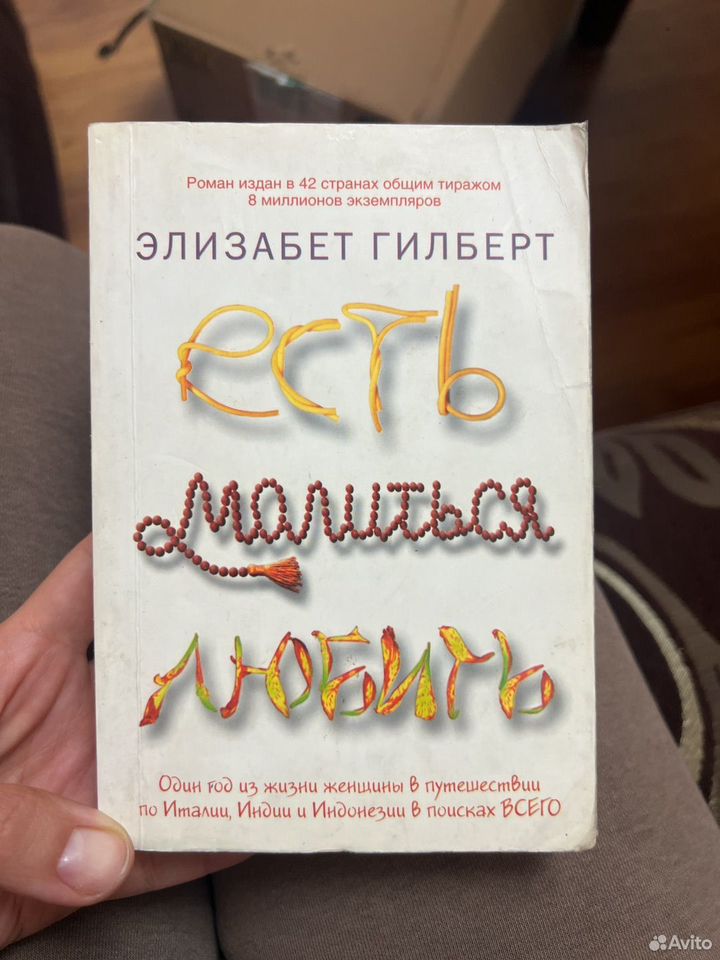 Роман издан в 42 странах общим тиражом
8 миллионов экземпляров
ЭЛИЗАБЕТ ГИЛБЕРТ
есть
молиться
любить
Один год из жизни женщины в путешествии
по Италии, Индии и Индонезии в поисках ВСЕГО
Avito